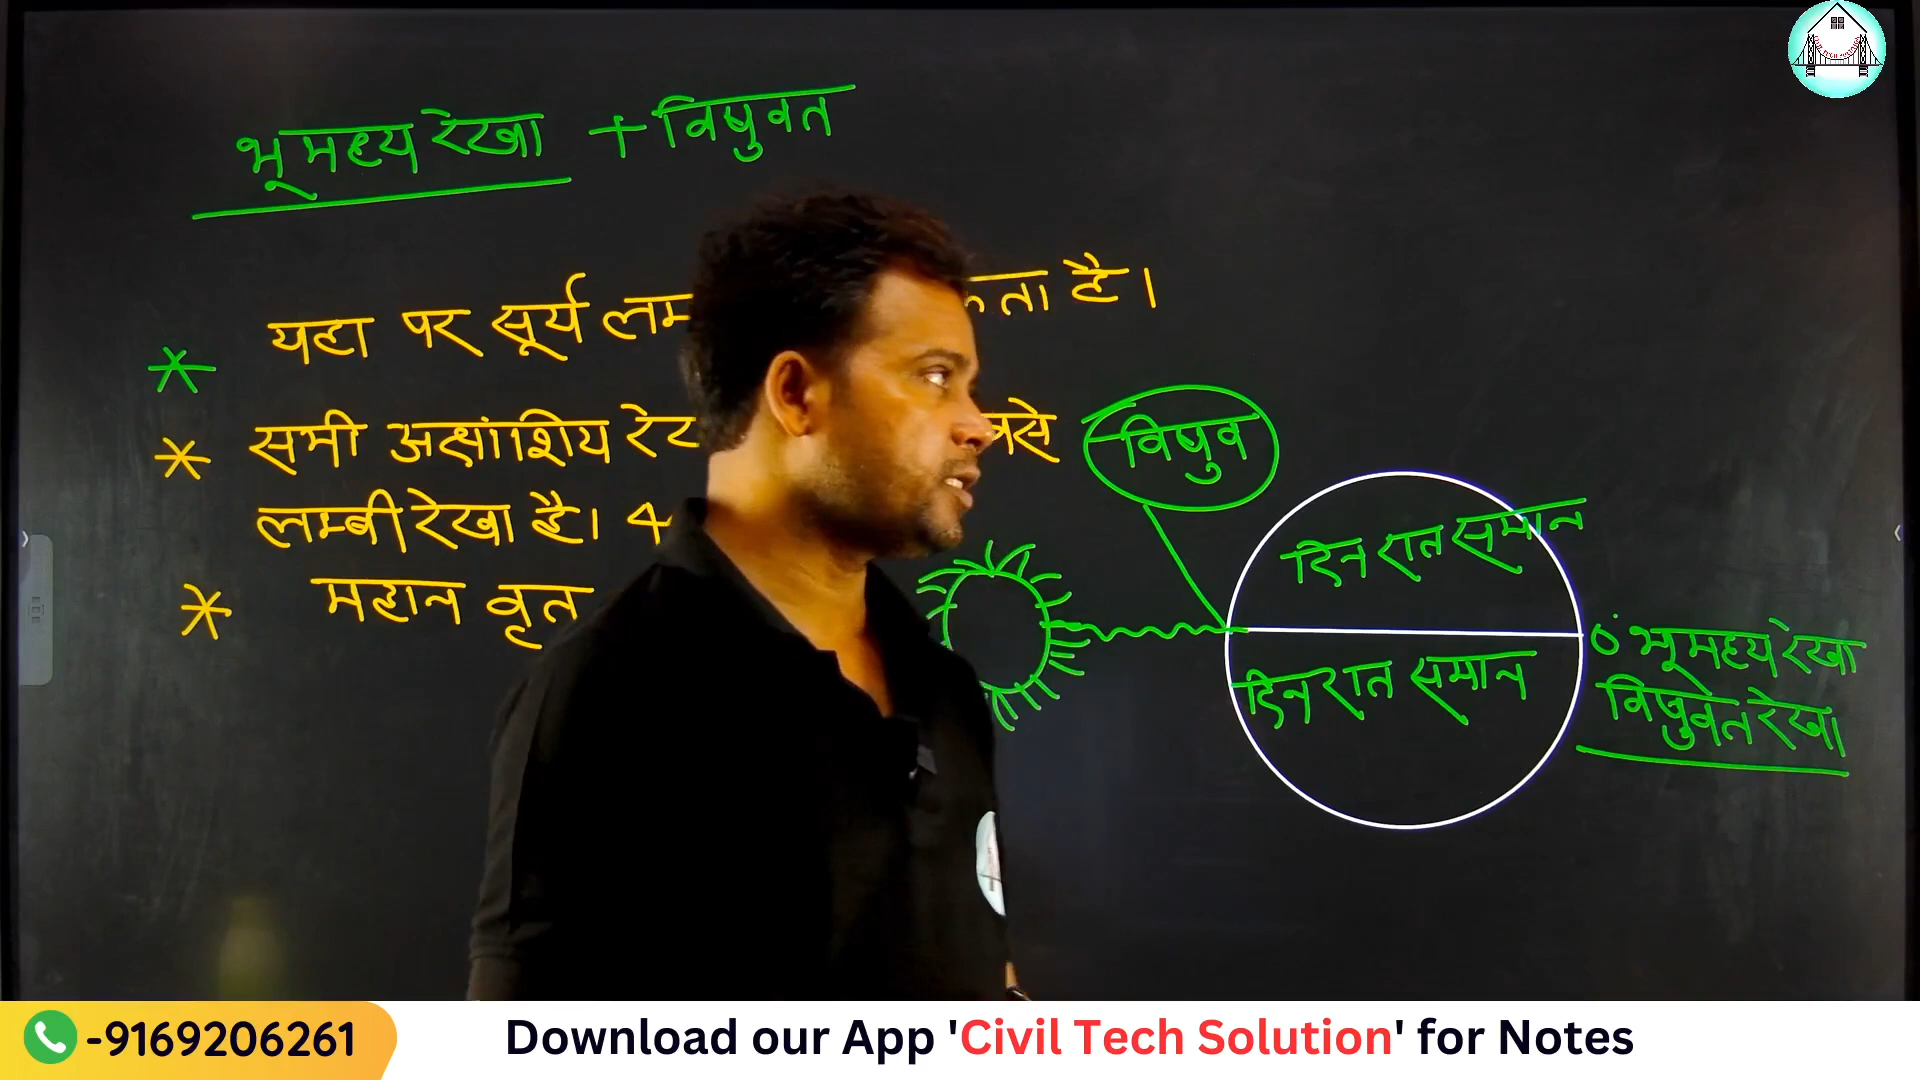 भूमध्य रेखा + विषुवत
यहा पर सूर्य है।
सभी अक्षांशिय
लम्बी रेखा है। 4
महान वृत
विषुव
दिन रात समान
दिन रात समान
0° भूमध्य रेखा
विषुवत रेखा
-9169206261
Download our App 'Civil Tech Solution' for Notes